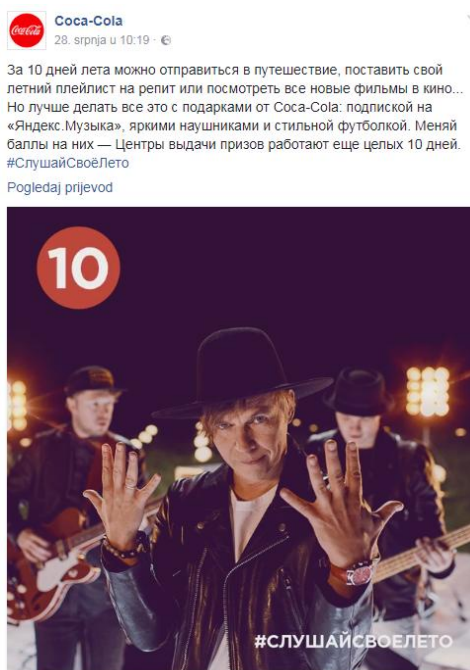 Coca-Cola
Coca-Cola
28. srpnja u 10:19 ·
За 10 дней лета можно отправиться в путешествие, поставить свой
летний плейлист на репит или посмотреть все новые фильмы в кино...
Но лучше делать все это с подарками от Coca-Cola: подпиской на
«Яндекс.Музыка», яркими наушниками и стильной футболкой. Меняй
баллы на них — Центры выдачи призов работают еще целых 10 дней.
#СлушайСвоёЛето
Pogledaj prijevod
10
#СЛУШАЙСВОЕЛЕТО